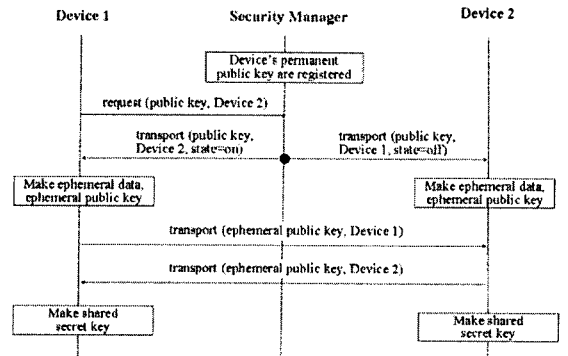 Device 1
Security Manager
Device 2
Device's permanent
public key are registered
request (public key, Device 2)
transport (public key,
Device 2, state=on)
transport (public key,
Device 1, state=off)
Make ephemeral data,
ephemeral public key
Make ephemeral data,
ephemeral public key
transport (ephemeral public key, Device 1)
transport (ephemeral public key, Device 2)
Make shared
secret key
Make shared
secret key